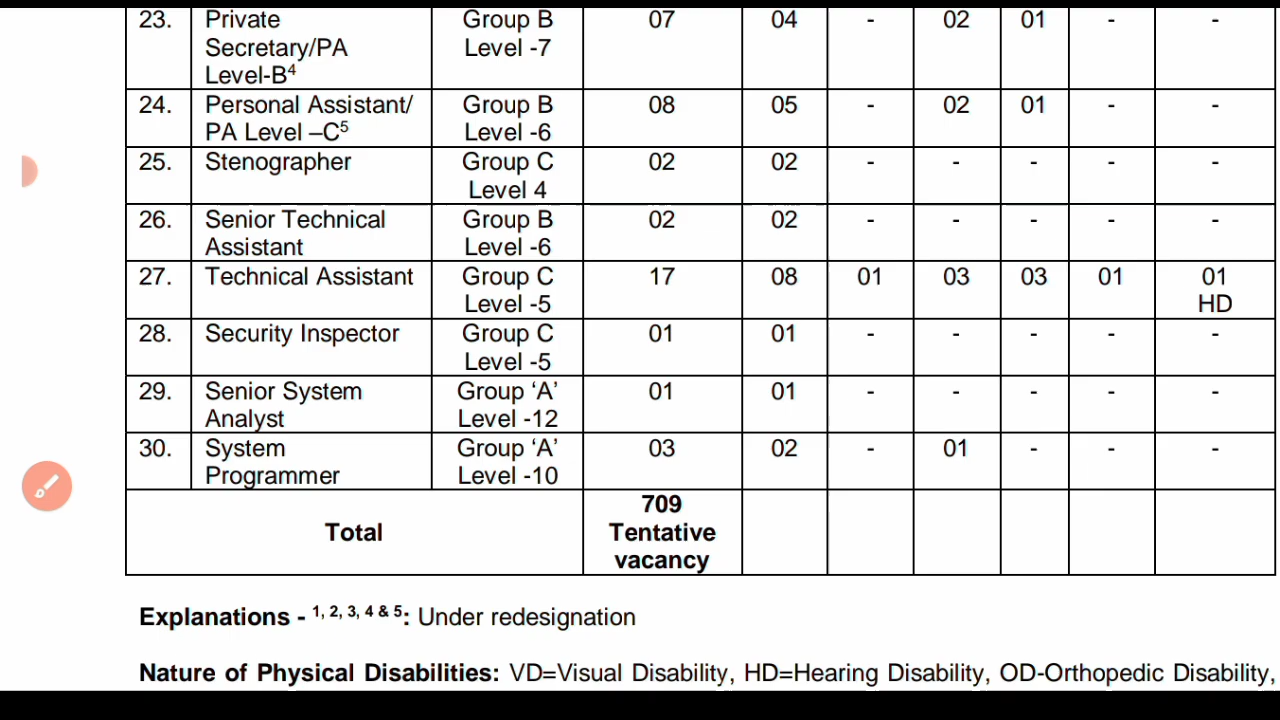 23. Private Secretary/PA Level-B⁴ Group B Level -7 07 04 - 02 01 - -
24. Personal Assistant/ PA Level –C⁵ Group B Level -6 08 05 - 02 01 - -
25. Stenographer Group C Level 4 02 02 - - - - -
26. Senior Technical Assistant Group B Level -6 02 02 - - - - -
27. Technical Assistant Group C Level -5 17 08 01 03 03 01 01 HD
28. Security Inspector Group C Level -5 01 01 - - - - -
29. Senior System Analyst Group ‘A’ Level -12 01 01 - - - - -
30. System Programmer Group ‘A’ Level -10 03 02 - 01 - - -
Total 709 Tentative vacancy
Explanations - ¹, ², ³, ⁴ & ⁵: Under redesignation
Nature of Physical Disabilities: VD=Visual Disability, HD=Hearing Disability, OD-Orthopedic Disability,